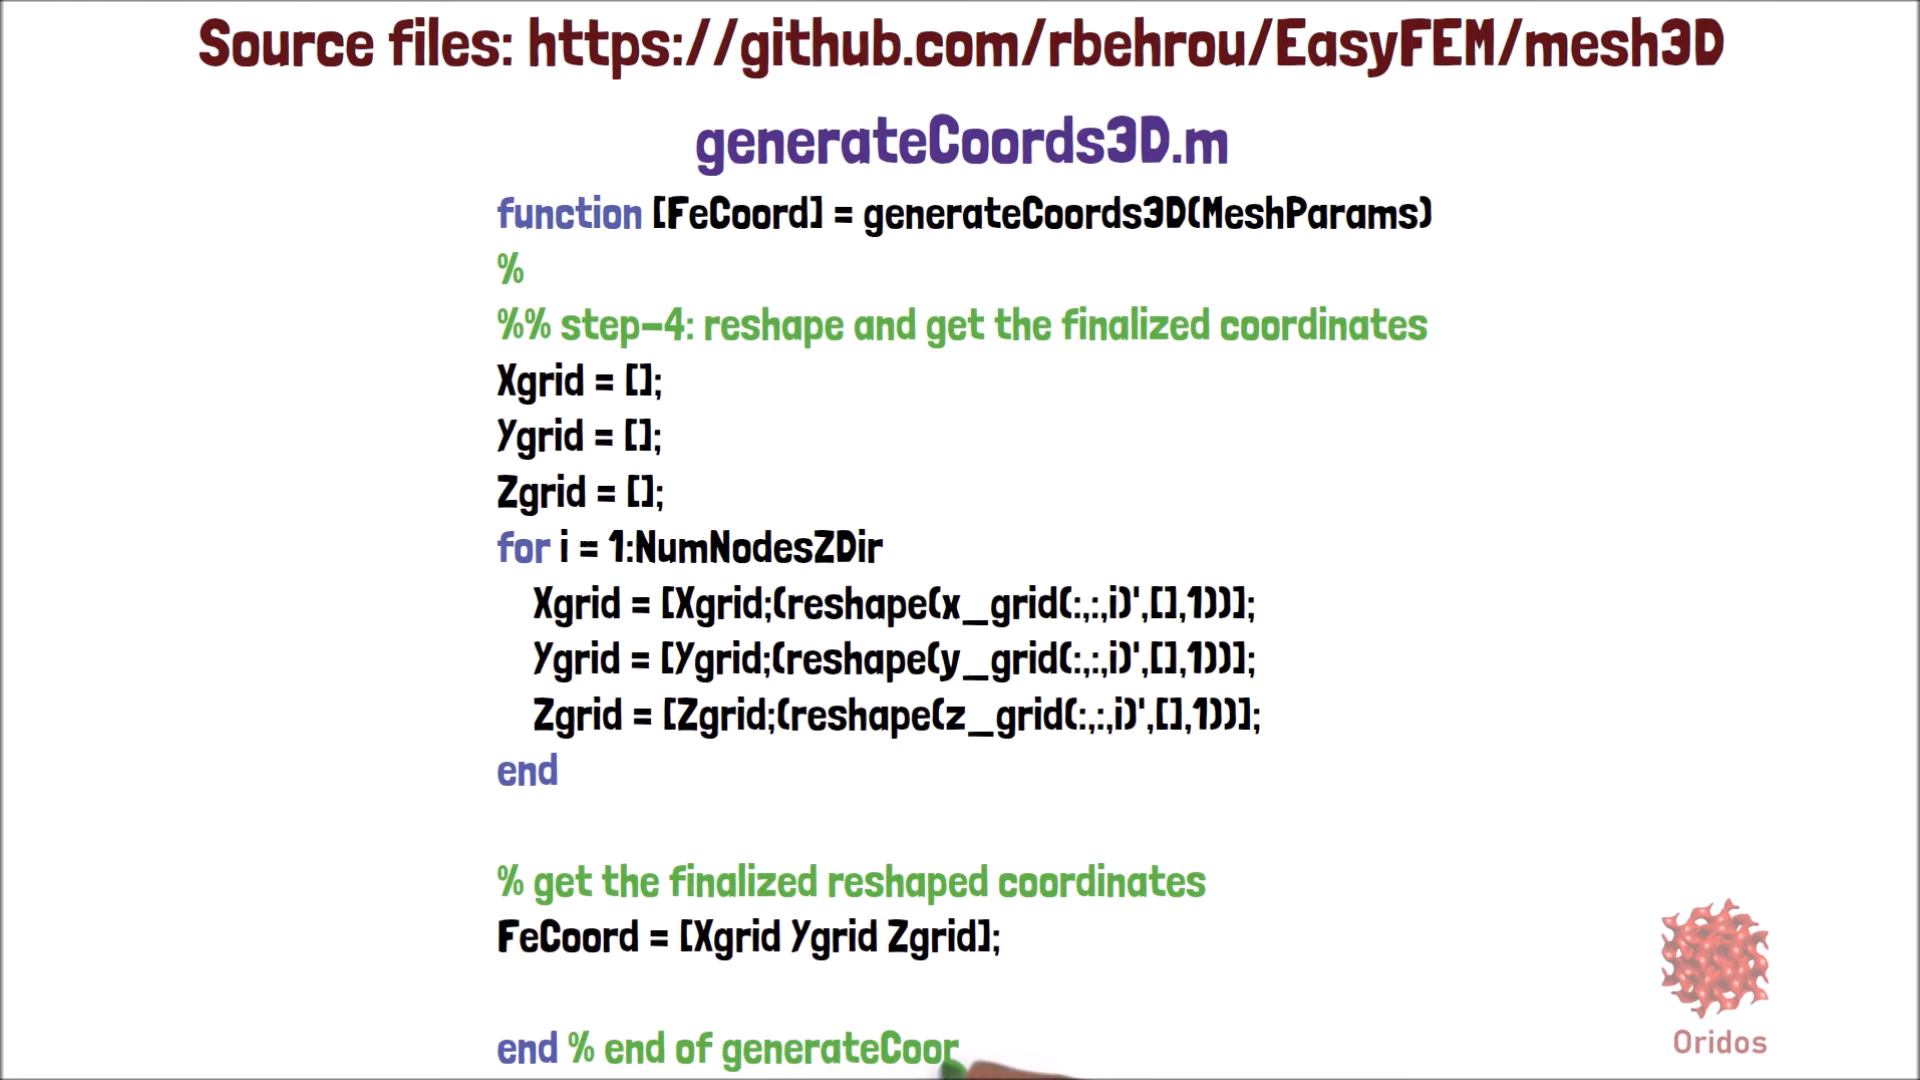 Source files: https://github.com/rbehrou/EasyFEM/mesh3D
generateCoords3D.m
function [FeCoord] = generateCoords3D(MeshParams)
%
%% step-4: reshape and get the finalized coordinates
Xgrid = [];
Ygrid = [];
Zgrid = [];
for i = 1:NumNodesZDir
Xgrid = [Xgrid;(reshape(x_grid(:,:,i)',[],1))];
Ygrid = [Ygrid;(reshape(y_grid(:,:,i)',[],1))];
Zgrid = [Zgrid;(reshape(z_grid(:,:,i)',[],1))];
end
% get the finalized reshaped coordinates
FeCoord = [Xgrid Ygrid Zgrid];
end % end of generateCoor
Oridos